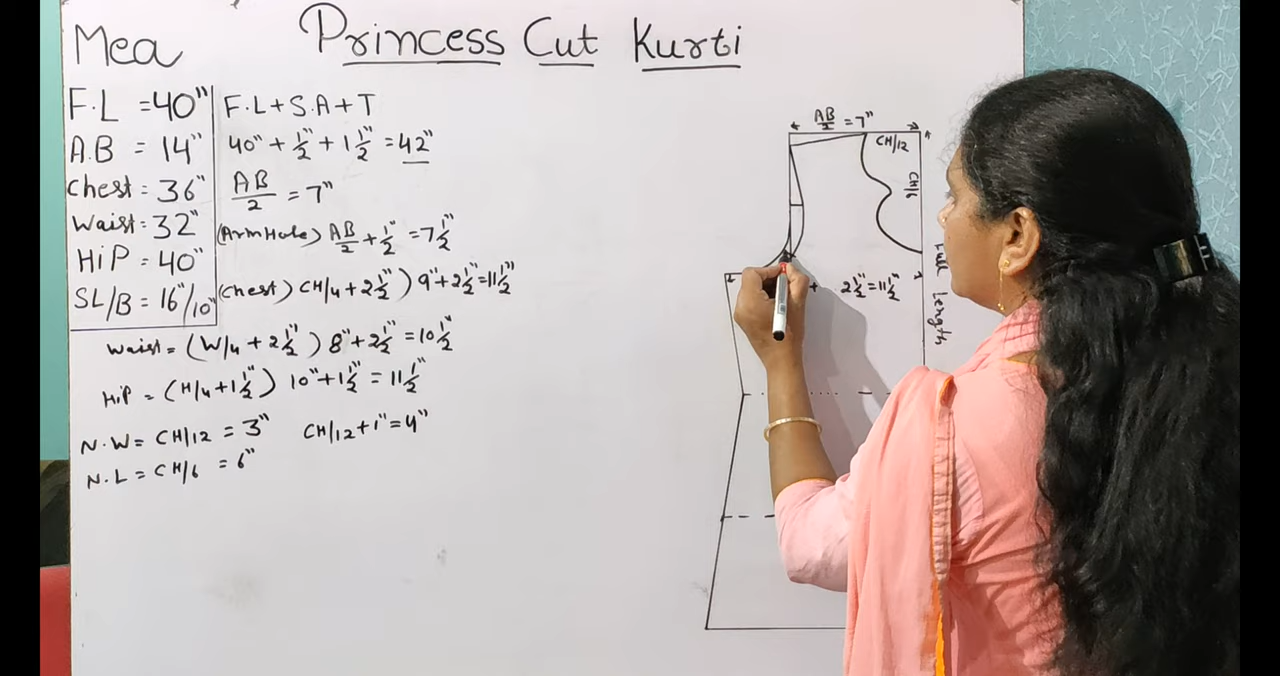 Mea
Princess Cut Kurti
F.L = 40"
A.B = 14"
Chest = 36"
Waist = 32"
HiP = 40"
SL/B = 16"/10"
F.L + S.A + T
40" + 1/2" + 1 1/2" = 42"
AB/2 = 7"
(ArmHole) AB/2 + 1/2" = 7 1/2"
(Chest) CH/4 + 2 1/2") 9" + 2 1/2" = 11 1/2"
Waist = (W/4 + 2 1/2") 8" + 2 1/2" = 10 1/2"
HiP = (H/4 + 1 1/2") 10" + 1 1/2" = 11 1/2"
N.W = CH/12 = 3" CH/12 + 1" = 4"
N.L = CH/6 = 6"
AB/2 = 7"
CH/12
CH/6
+ 2 1/2" = 11 1/2"
Full Length